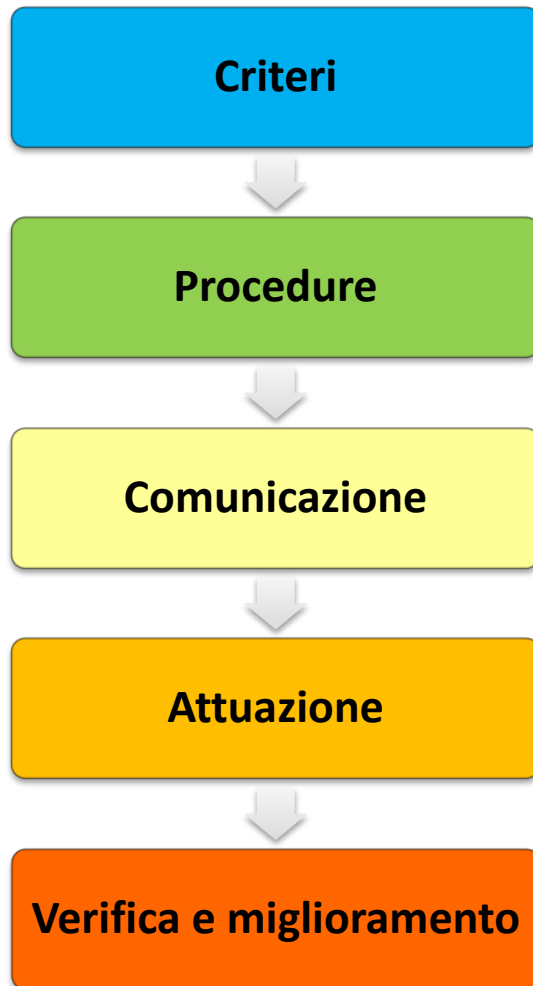 Criteri
Procedure
Comunicazione
Attuazione
Verifica e miglioramento